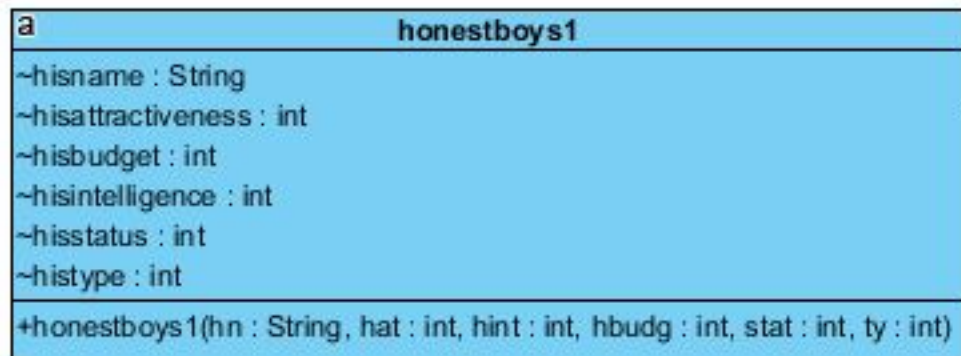 a
honestboys1
~hisname : String
~hisattractiveness : int
~hisbudget : int
~hisintelligence : int
~hisstatus : int
~histype : int
+honestboys1(hn : String, hat : int, hint : int, hbudg : int, stat : int, ty : int)